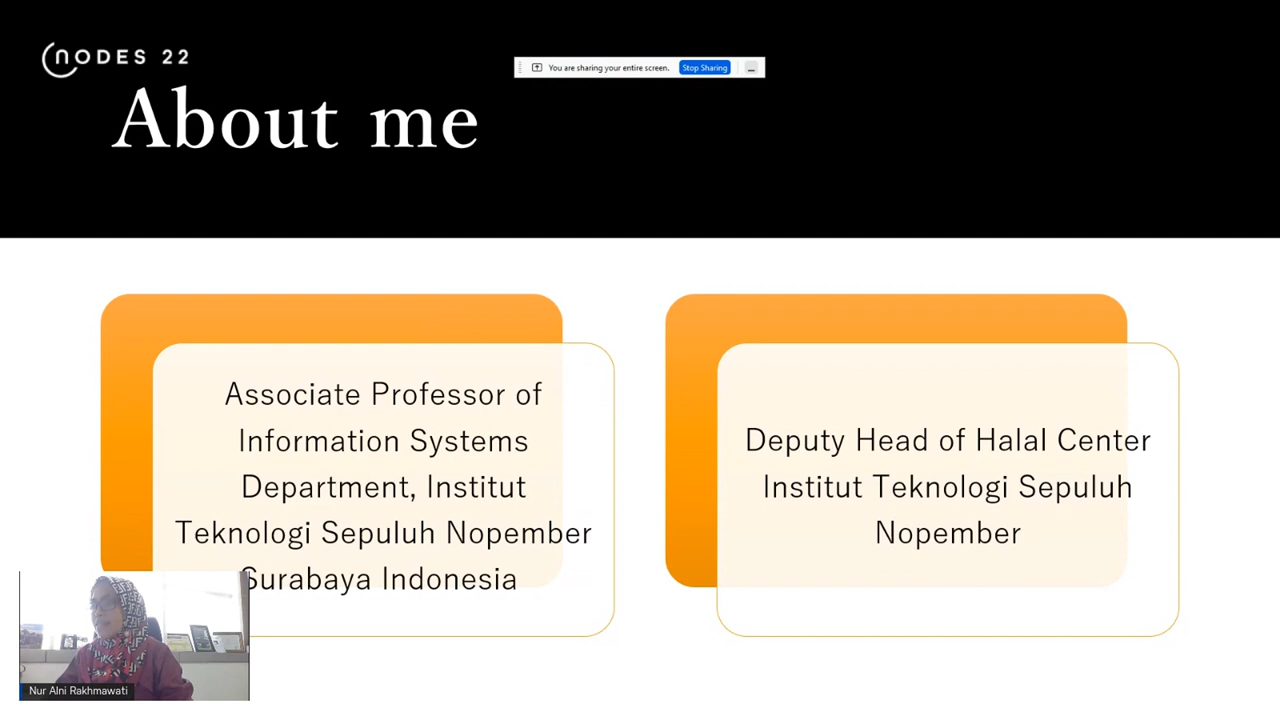 NODES 22
You are sharing your entire screen. Stop Sharing
About me
Associate Professor of
Information Systems
Department, Institut
Teknologi Sepuluh Nopember
Surabaya Indonesia
Deputy Head of Halal Center
Institut Teknologi Sepuluh
Nopember
Nur Aini Rakhmawati